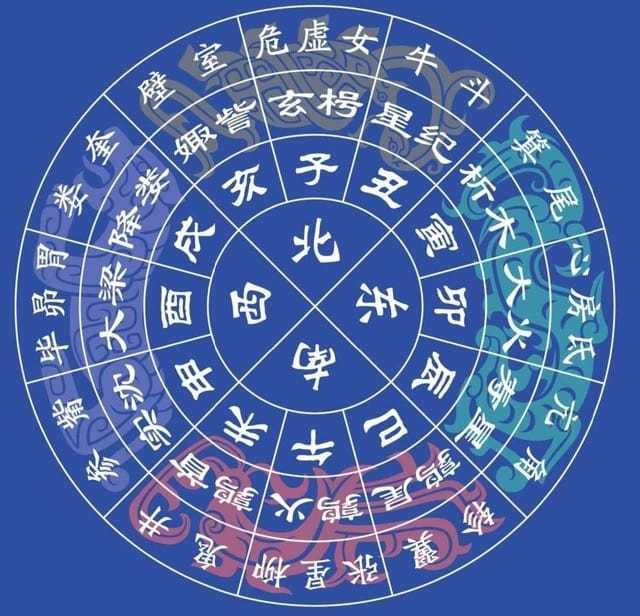 危虚女
牛斗
箕尾
心房氐
亢角
轸翼
张星柳
鬼井
参觜
毕昴胃
娄奎
壁室
玄枵
星纪
析木
大火
寿星
鹑尾
鹑火
鹑首
实沈
大梁
降娄
娵訾
子
丑
寅
卯
辰
巳
午
未
申
酉
戌
亥
北
东
南
西